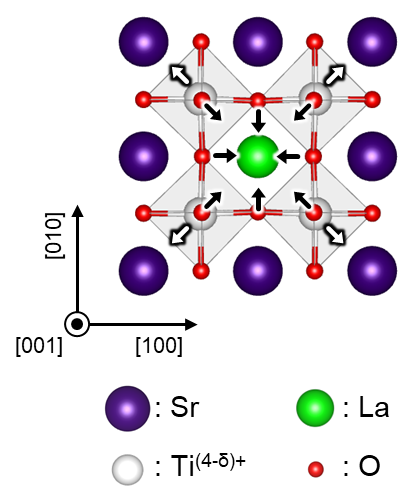 [010]
[001]
[100]
: Sr
: La
: Ti(4-δ)+
: O